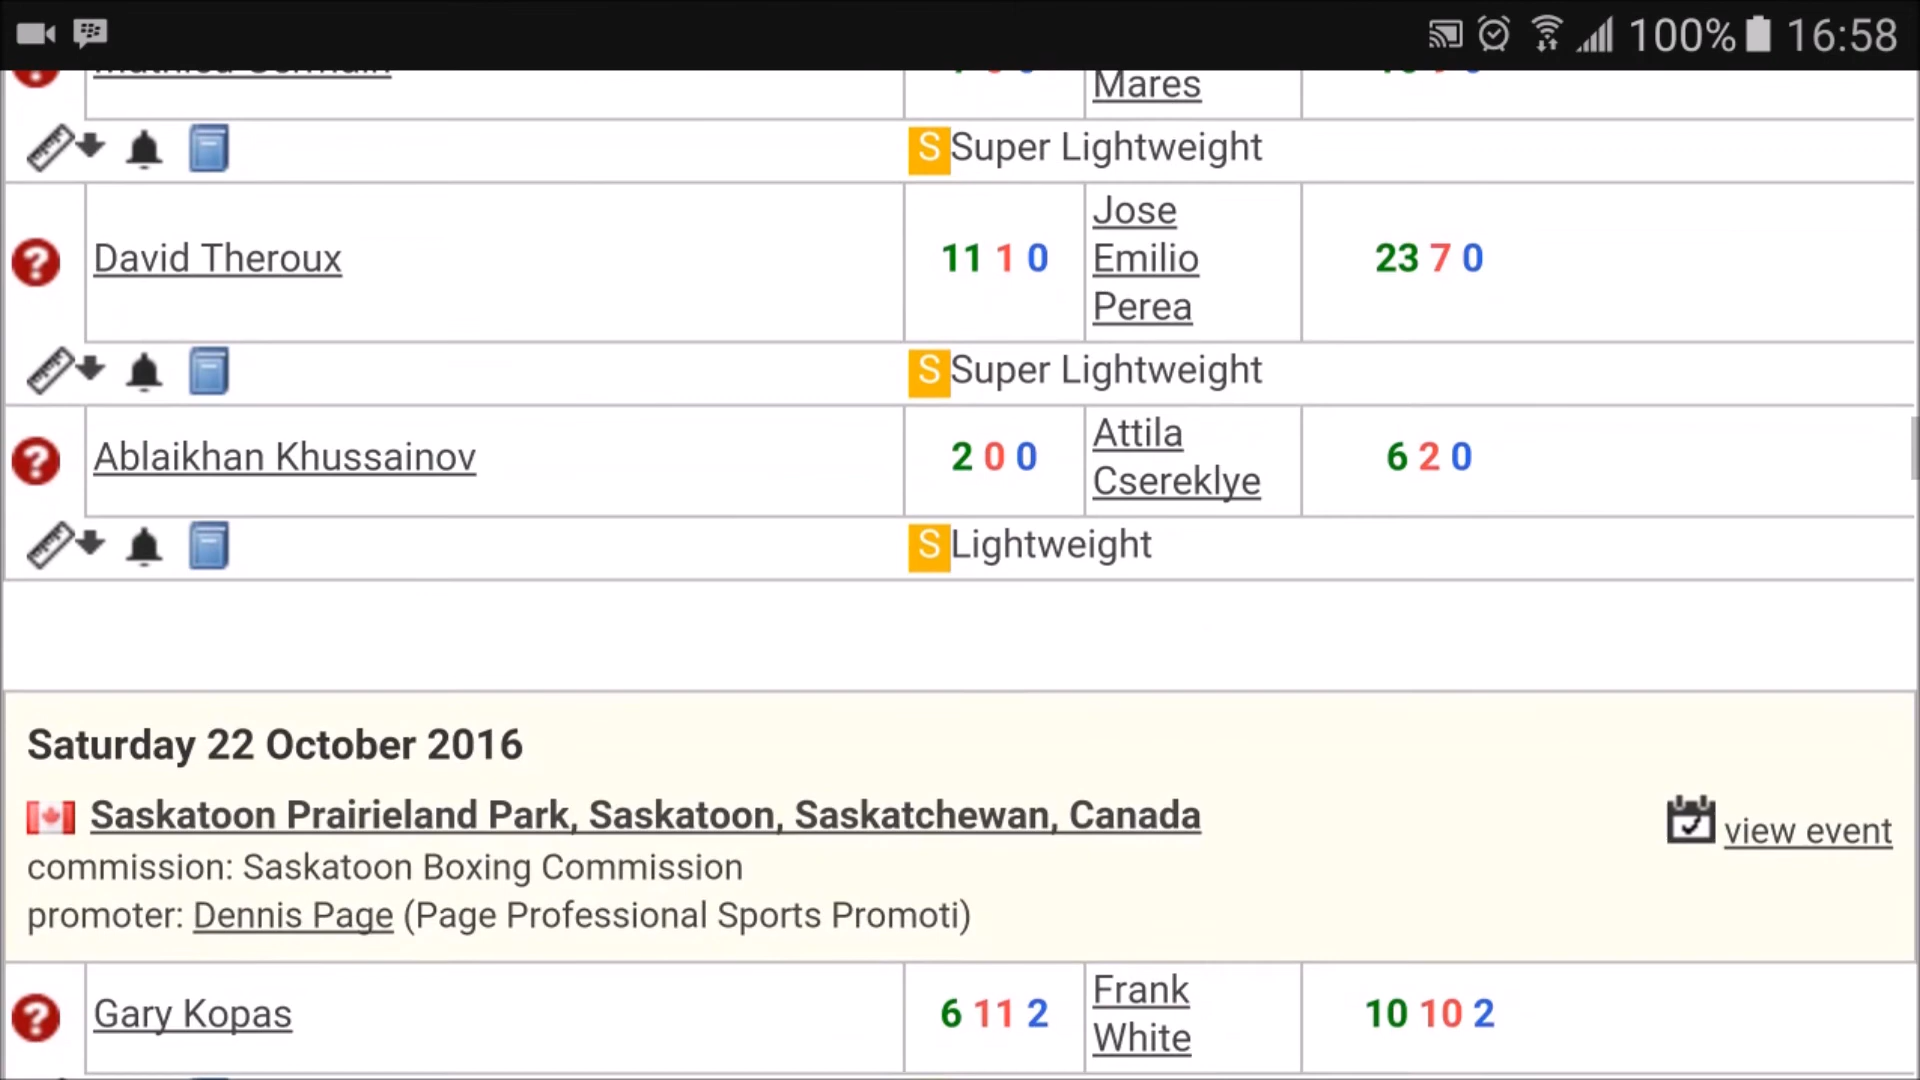 100% 16:58
Mares
S Super Lightweight
David Theroux 11 1 0 Jose Emilio Perea 23 7 0
S Super Lightweight
Ablaikhan Khussainov 2 0 0 Attila Csereklye 6 2 0
S Lightweight
Saturday 22 October 2016
Saskatoon Prairieland Park, Saskatoon, Saskatchewan, Canada
view event
commission: Saskatoon Boxing Commission
promoter: Dennis Page (Page Professional Sports Promoti)
Gary Kopas 6 11 2 Frank White 10 10 2